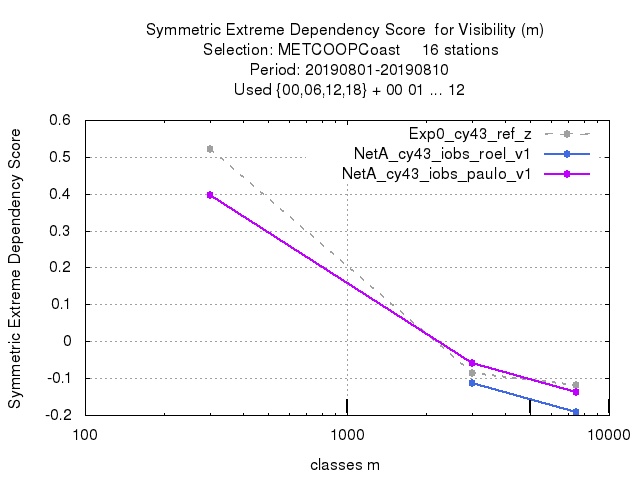 Symmetric Extreme Dependency Score  for Visibility (m)
Selection: METCOOPCoast     16 stations
Period: 20190801-20190810
Used {00,06,12,18} + 00 01 ... 12
Symmetric Extreme Dependency Score
0.6
0.5
0.4
0.3
0.2
0.1
0
-0.1
-0.2
Exp0_cy43_ref_z
NetA_cy43_iobs_roel_v1
NetA_cy43_iobs_paulo_v1
100 1000 10000
classes m